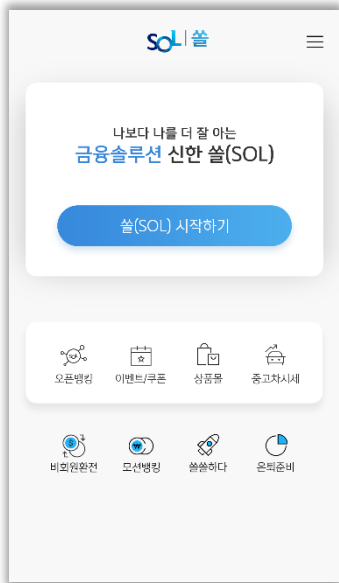 SOL | 쏠
나보다 나를 더 잘 아는
금융솔루션 신한 쏠(SOL)
쏠(SOL) 시작하기
오픈뱅킹 이벤트/쿠폰 상품몰 중고차시세
비회원환전 모션뱅킹 쏠쏠하다 은퇴준비